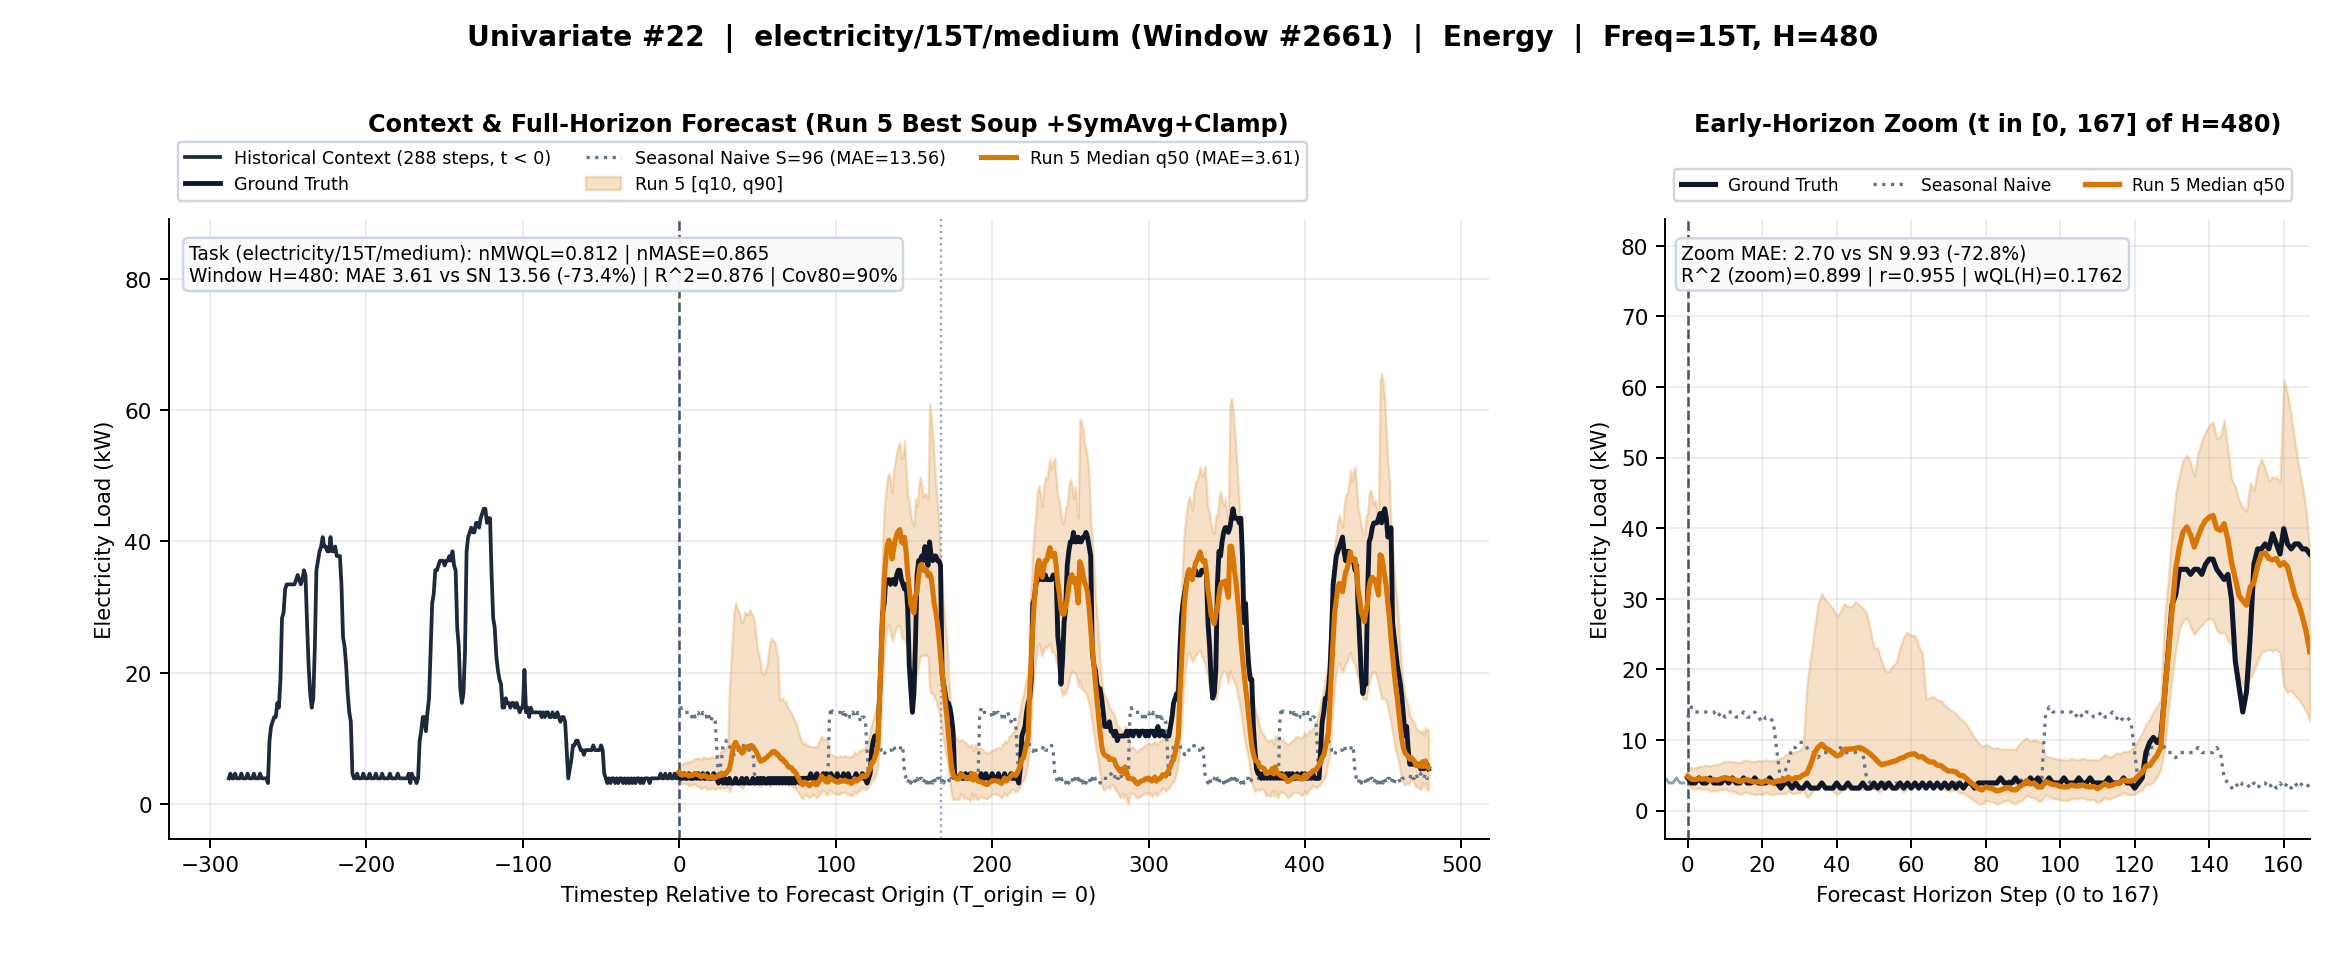 Univariate #22 | electricity/15T/medium (Window #2661) | Energy | Freq=15T, H=480
Context & Full-Horizon Forecast (Run 5 Best Soup +SymAvg+Clamp)
Historical Context (288 steps, t < 0)
Ground Truth
Seasonal Naive S=96 (MAE=13.56)
Run 5 [q10, q90]
Run 5 Median q50 (MAE=3.61)
Task (electricity/15T/medium): nMWQL=0.812 | nMASE=0.865
Window H=480: MAE 3.61 vs SN 13.56 (-73.4%) | R^2=0.876 | Cov80=90%
Electricity Load (kW)
80
60
40
20
0
−300
−200
−100
0
100
200
300
400
500
Timestep Relative to Forecast Origin (T_origin = 0)
Early-Horizon Zoom (t in [0, 167] of H=480)
Ground Truth
Seasonal Naive
Run 5 Median q50
Zoom MAE: 2.70 vs SN 9.93 (-72.8%)
R^2 (zoom)=0.899 | r=0.955 | wQL(H)=0.1762
Electricity Load (kW)
80
70
60
50
40
30
20
10
0
0
20
40
60
80
100
120
140
160
Forecast Horizon Step (0 to 167)